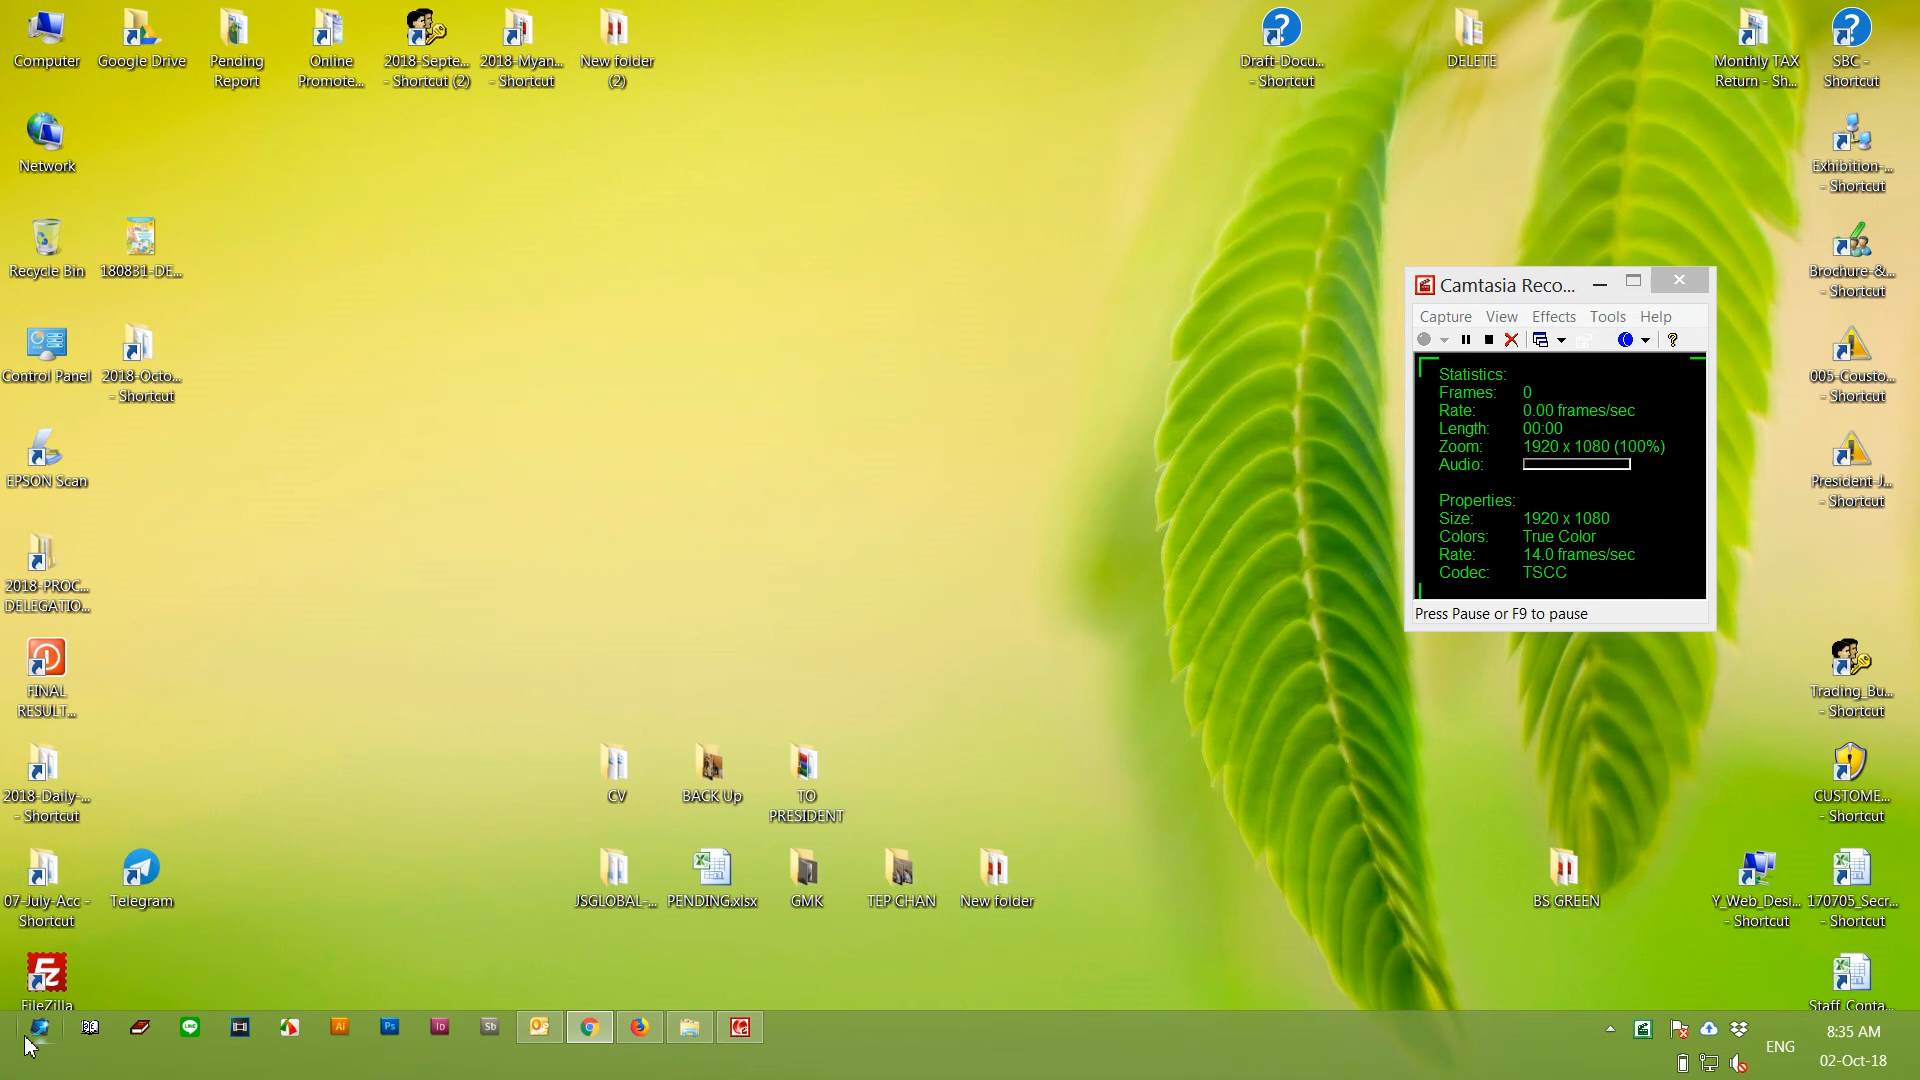 Computer
Google Drive
Pending
Report
Online
Promote...
2018-Septe...
- Shortcut (2)
2018-Myan...
- Shortcut
New folder
(2)
Draft-Docu...
- Shortcut
DELETE
Monthly TAX
Return - Sh...
SBC -
Shortcut
Network
Exhibition-...
- Shortcut
Recycle Bin
180831-DE...
Brochure-&...
- Shortcut
Camtasia Reco...
Capture View Effects Tools Help
Statistics:
Frames: 0
Rate: 0.00 frames/sec
Length: 00:00
Zoom: 1920 x 1080 (100%)
Audio:
Properties:
Size: 1920 x 1080
Colors: True Color
Rate: 14.0 frames/sec
Codec: TSCC
Press Pause or F9 to pause
Control Panel
2018-Octo...
- Shortcut
005-Cousto...
- Shortcut
EPSON Scan
President-J...
- Shortcut
2018-PROC...
DELEGATIO...
FINAL
RESULT...
Trading_Bu...
- Shortcut
2018-Daily-...
- Shortcut
CV
BACK Up
TO
PRESIDENT
CUSTOME...
- Shortcut
07-July-Acc -
Shortcut
Telegram
JSGLOBAL-...
PENDING.xlsx
GMK
TEP CHAN
New folder
BS GREEN
Y_Web_Desi...
- Shortcut
170705_Secr...
- Shortcut
FileZilla
Staff_Conta...
LINE
Ai
Ps
Id
Sb
ENG
8:35 AM
02-Oct-18